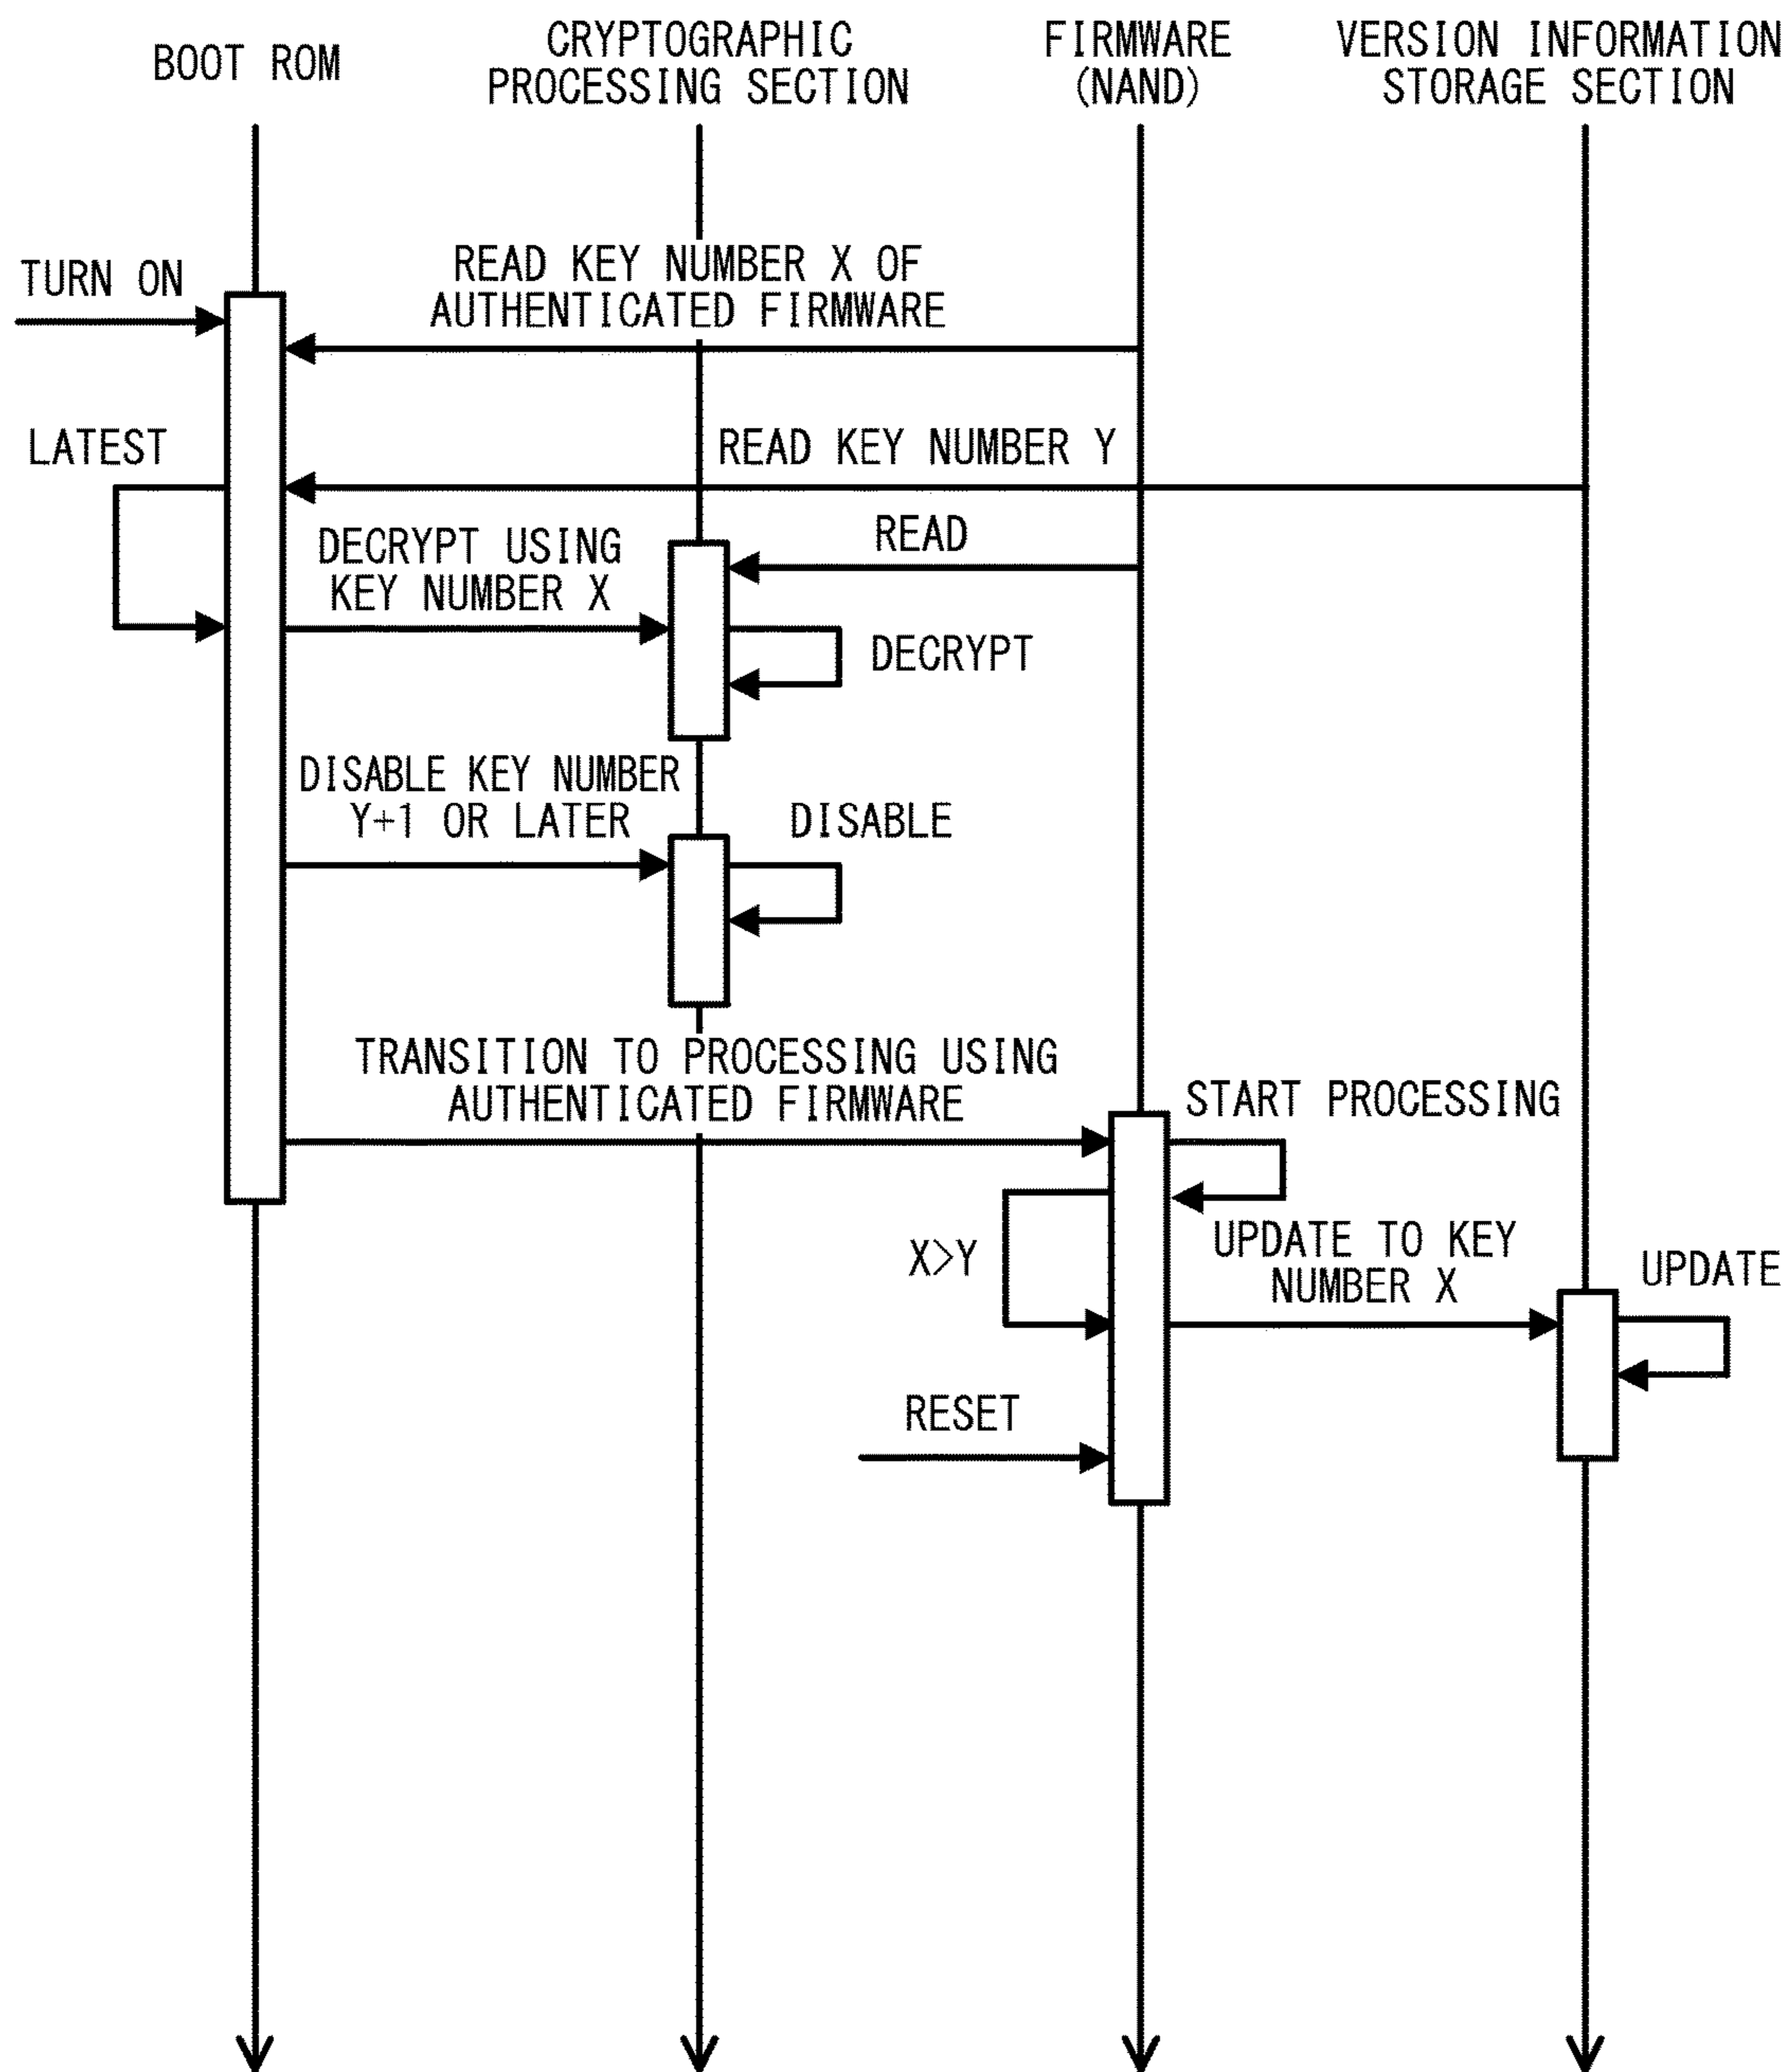 BOOT ROM
CRYPTOGRAPHIC
PROCESSING SECTION
FIRMWARE
(NAND)
VERSION INFORMATION
STORAGE SECTION
TURN ON
READ KEY NUMBER X OF
AUTHENTICATED FIRMWARE
LATEST
READ KEY NUMBER Y
DECRYPT USING
KEY NUMBER X
READ
DECRYPT
DISABLE KEY NUMBER
Y+1 OR LATER
DISABLE
TRANSITION TO PROCESSING USING
AUTHENTICATED FIRMWARE
START PROCESSING
X>Y
UPDATE TO KEY
NUMBER X
UPDATE
RESET